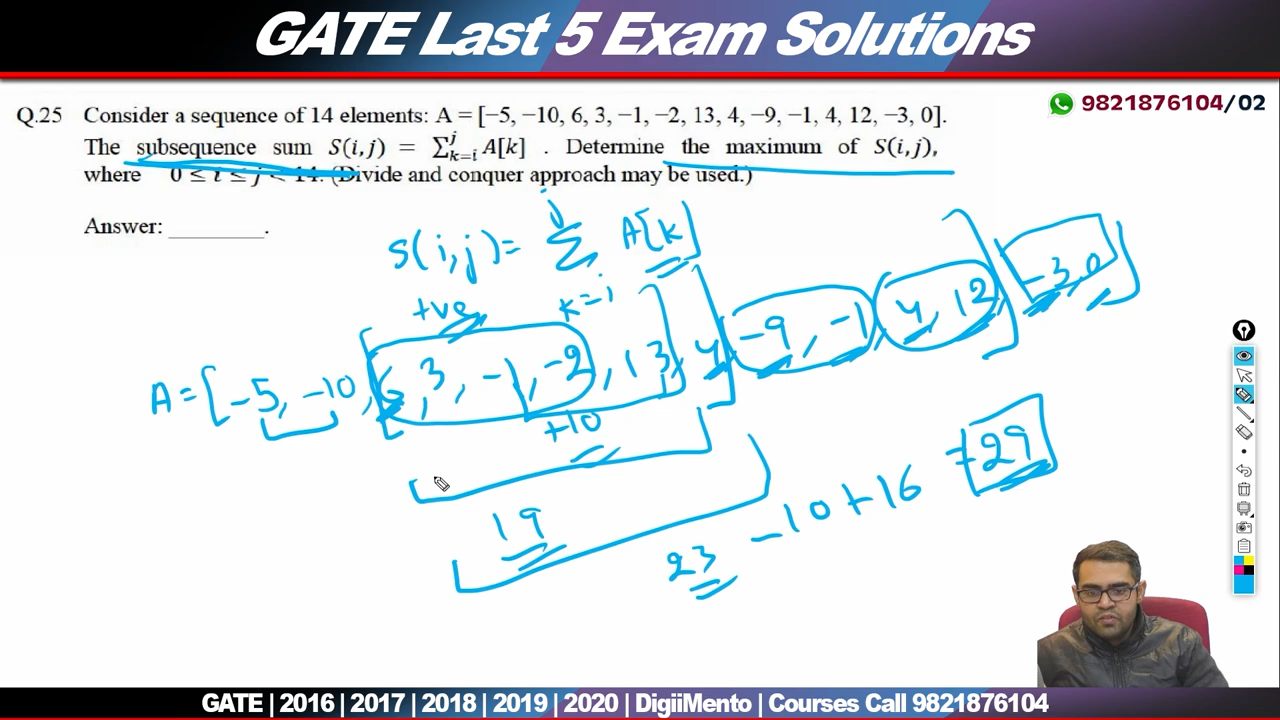 GATE Last 5 Exam Solutions
9821876104/02
Q.25 Consider a sequence of 14 elements: A = [−5, −10, 6, 3, −1, −2, 13, 4, −9, −1, 4, 12, −3, 0].
The subsequence sum S(i,j) = ∑ᵏ₌ᵢʲ A[k] . Determine the maximum of S(i,j),
where 0 ≤ i ≤ j < 14. (Divide and conquer approach may be used.)
Answer: ________.
S(i,j) = ∑ₖ₌ᵢʲ A[k]
+ve
A = [-5, -10, 6, 3, -1, -2, 13, 4, -9, -1, 4, 12] -3, 0]
+10
19
23 -10+16 = 29
GATE | 2016 | 2017 | 2018 | 2019 | 2020 | DigiiMento | Courses Call 9821876104